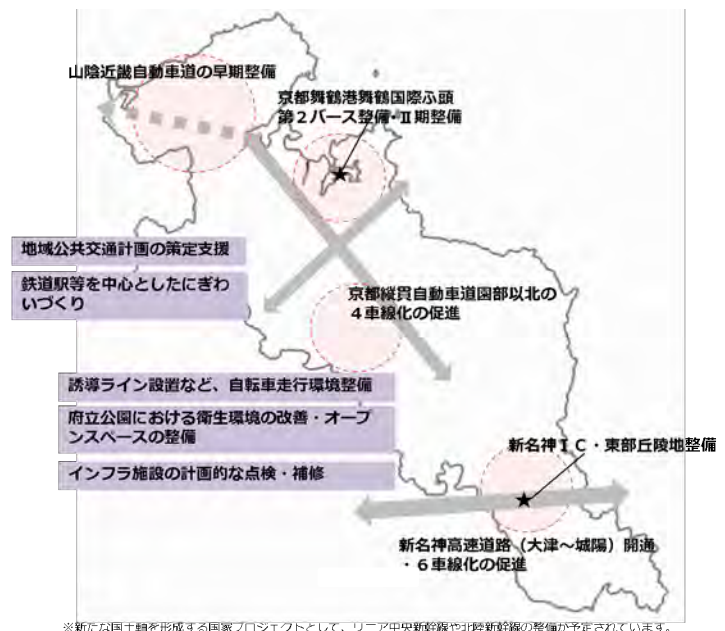 山陰近畿自動車道の早期整備
京都舞鶴港舞鶴国際ふ頭
第２バース整備・Ⅱ期整備
地域公共交通計画の策定支援
鉄道駅等を中心としたにぎわ
いづくり
京都縦貫自動車道園部以北の
４車線化の促進
誘導ライン設置など、自転車走行環境整備
府立公園における衛生環境の改善・オープ
ンスペースの整備
インフラ施設の計画的な点検・補修
新名神ＩＣ・東部丘陵地整備
新名神高速道路（大津～城陽）開通
・６車線化の促進
※新たな国土軸を形成する国家プロジェクトとして、リニア中央新幹線や北陸新幹線の整備が予定されています。